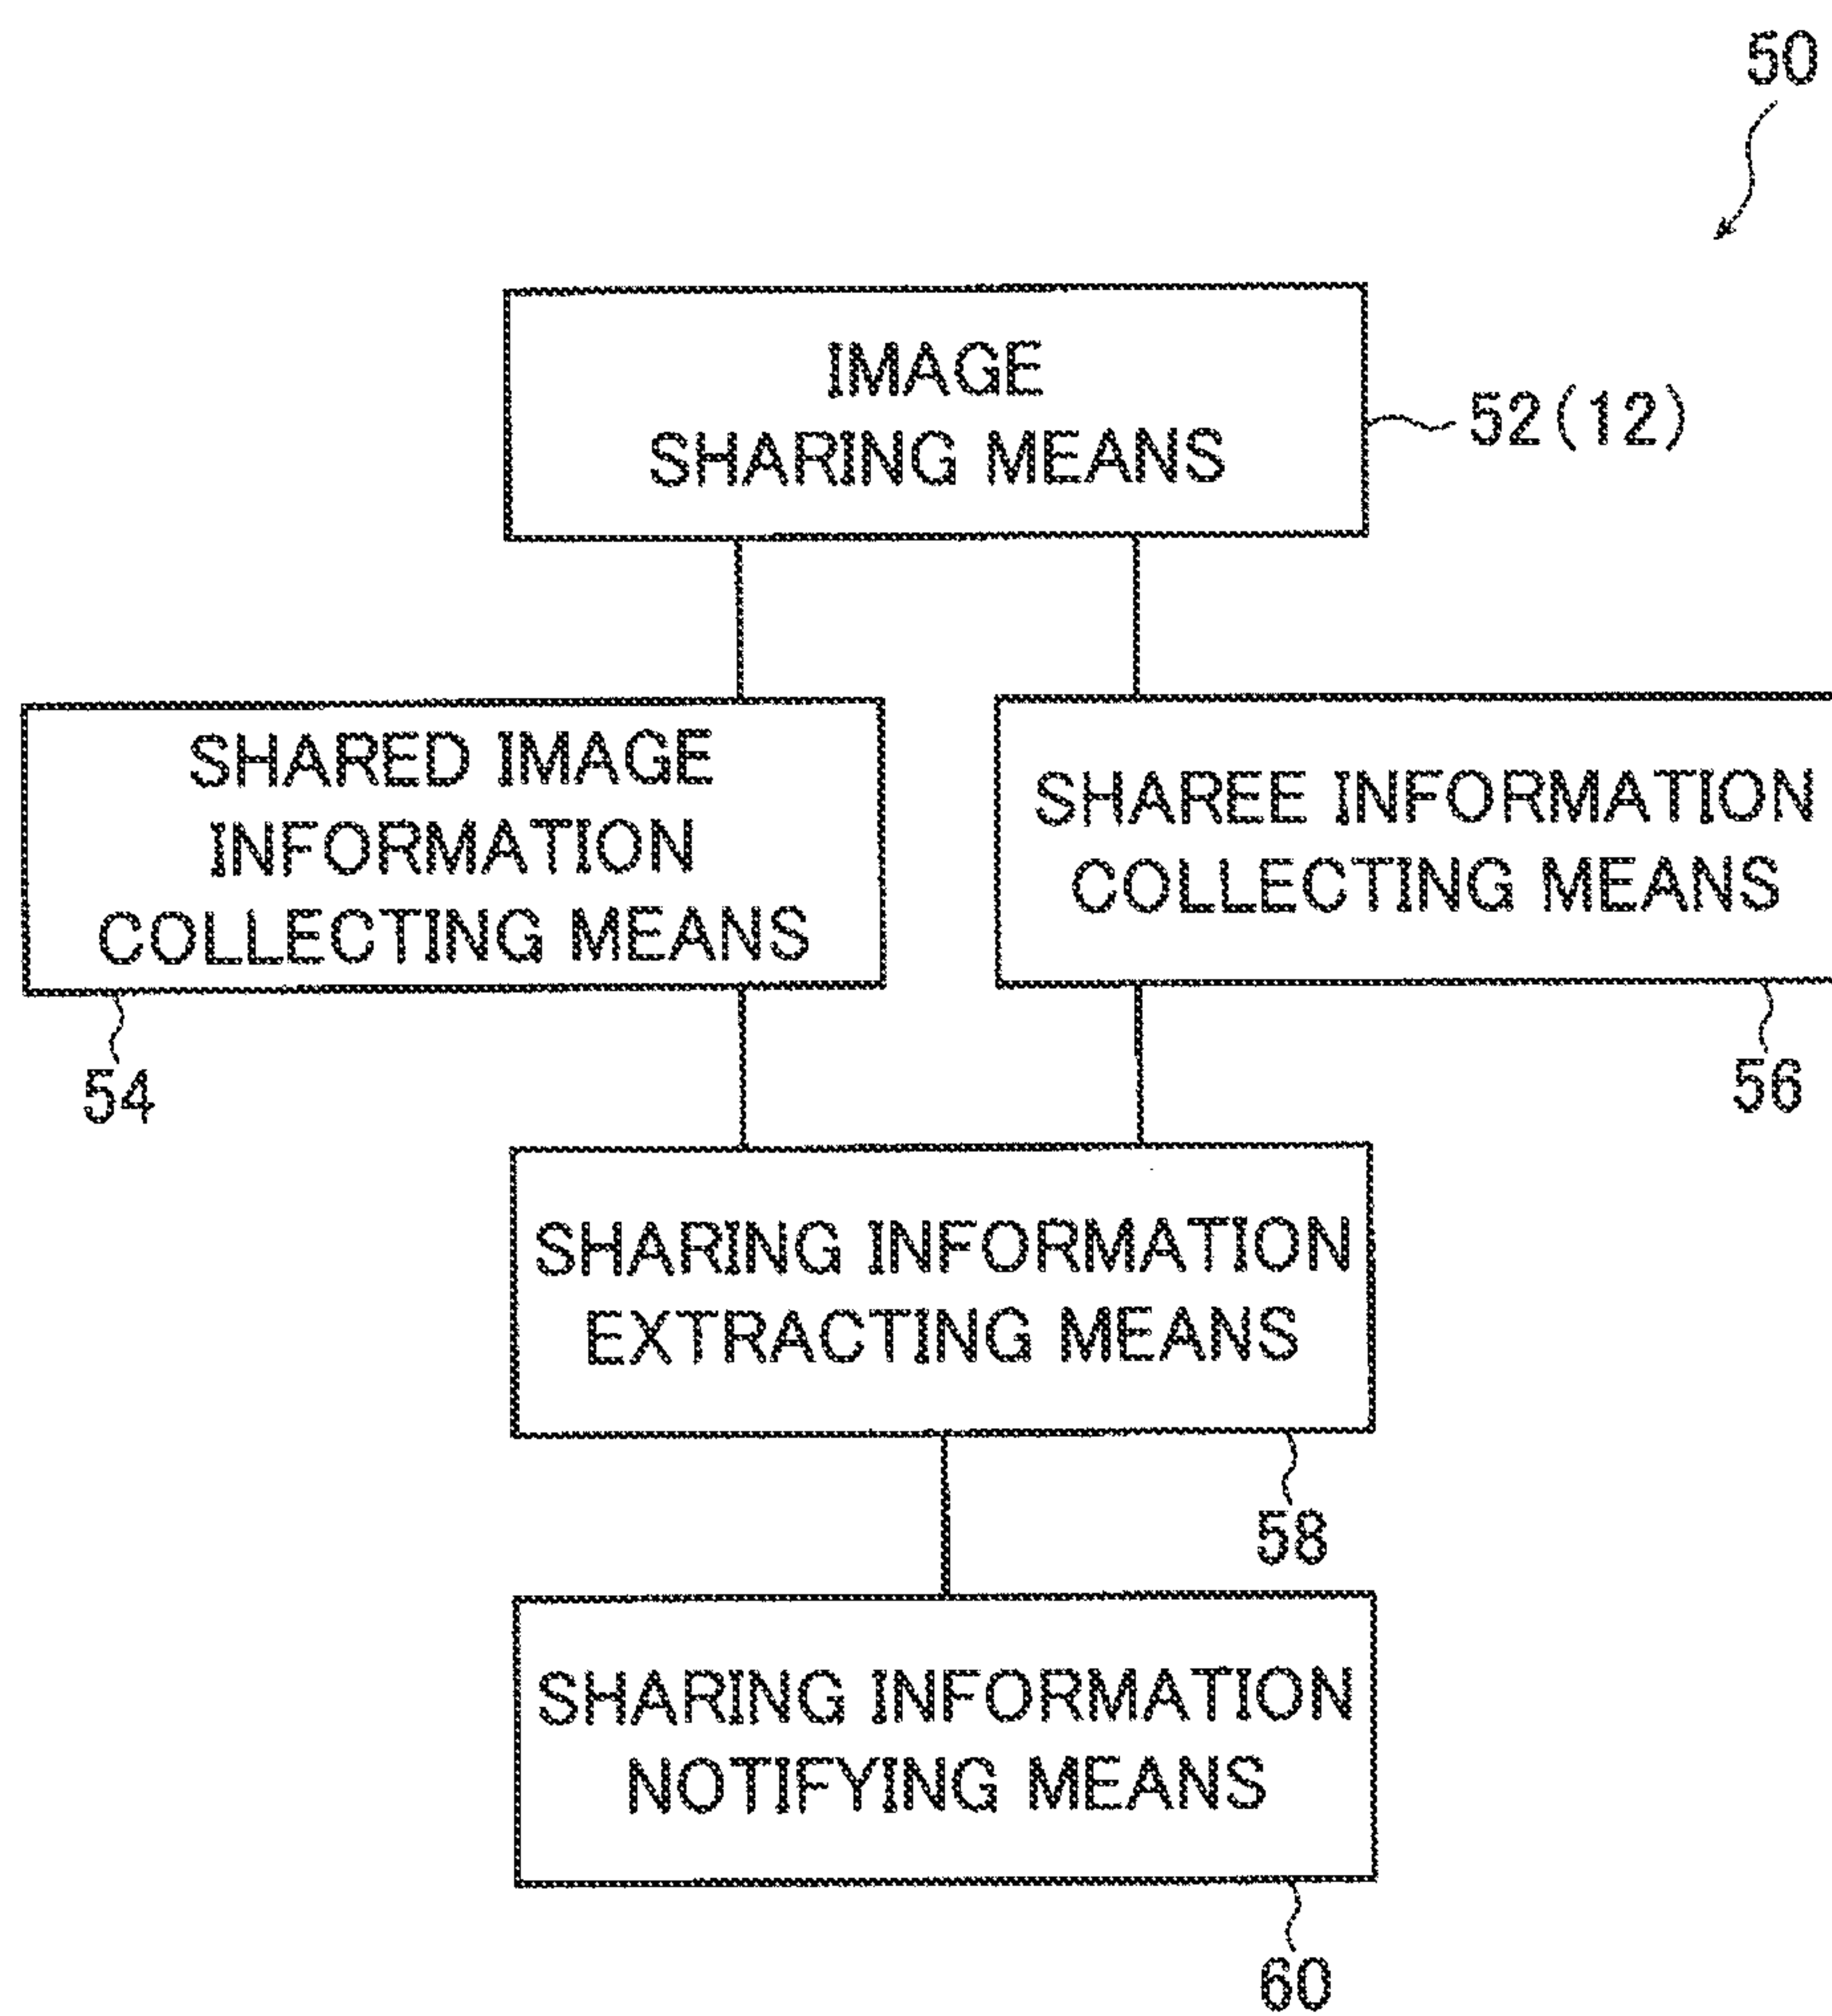 50
IMAGE
SHARING MEANS
52(12)
SHARED IMAGE
INFORMATION
COLLECTING MEANS
54
SHAREE INFORMATION
COLLECTING MEANS
56
SHARING INFORMATION
EXTRACTING MEANS
58
SHARING INFORMATION
NOTIFYING MEANS
60